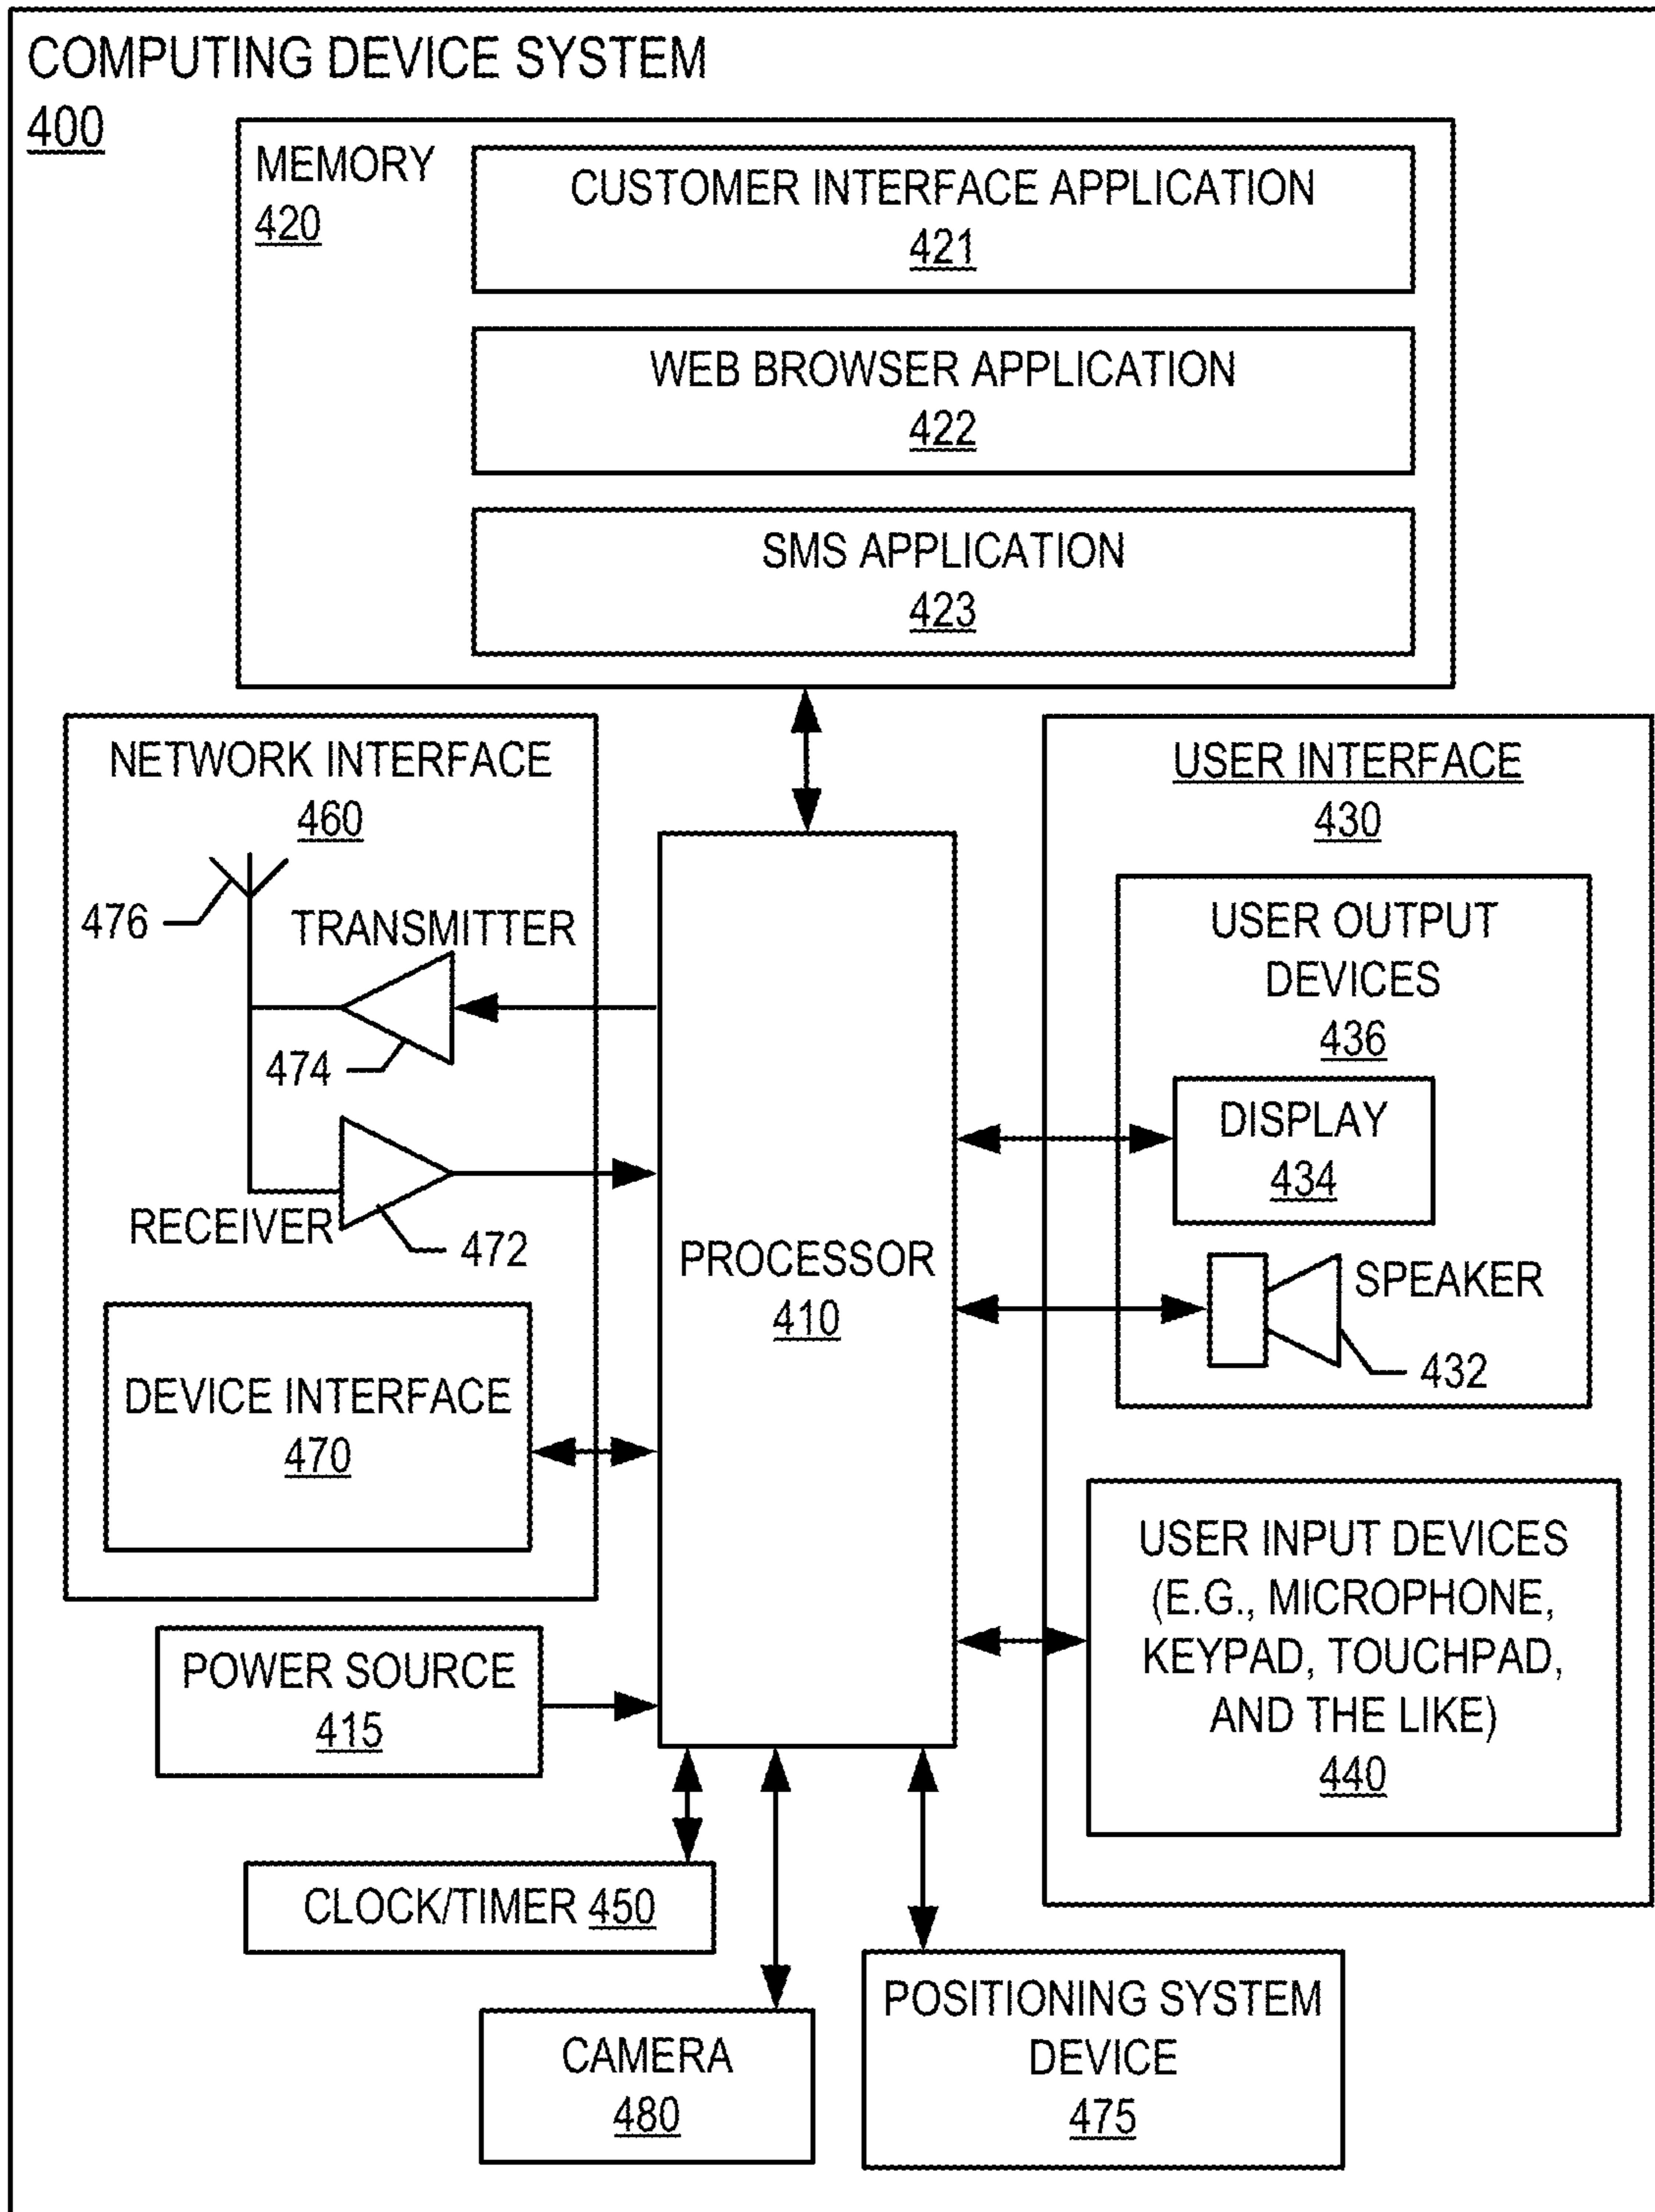 COMPUTING DEVICE SYSTEM
400
MEMORY
420
CUSTOMER INTERFACE APPLICATION
421
WEB BROWSER APPLICATION
422
SMS APPLICATION
423
NETWORK INTERFACE
460
476
TRANSMITTER
474
RECEIVER
472
DEVICE INTERFACE
470
PROCESSOR
410
USER INTERFACE
430
USER OUTPUT
DEVICES
436
DISPLAY
434
SPEAKER
432
USER INPUT DEVICES
(E.G., MICROPHONE,
KEYPAD, TOUCHPAD,
AND THE LIKE)
440
POWER SOURCE
415
CLOCK/TIMER 450
CAMERA
480
POSITIONING SYSTEM
DEVICE
475